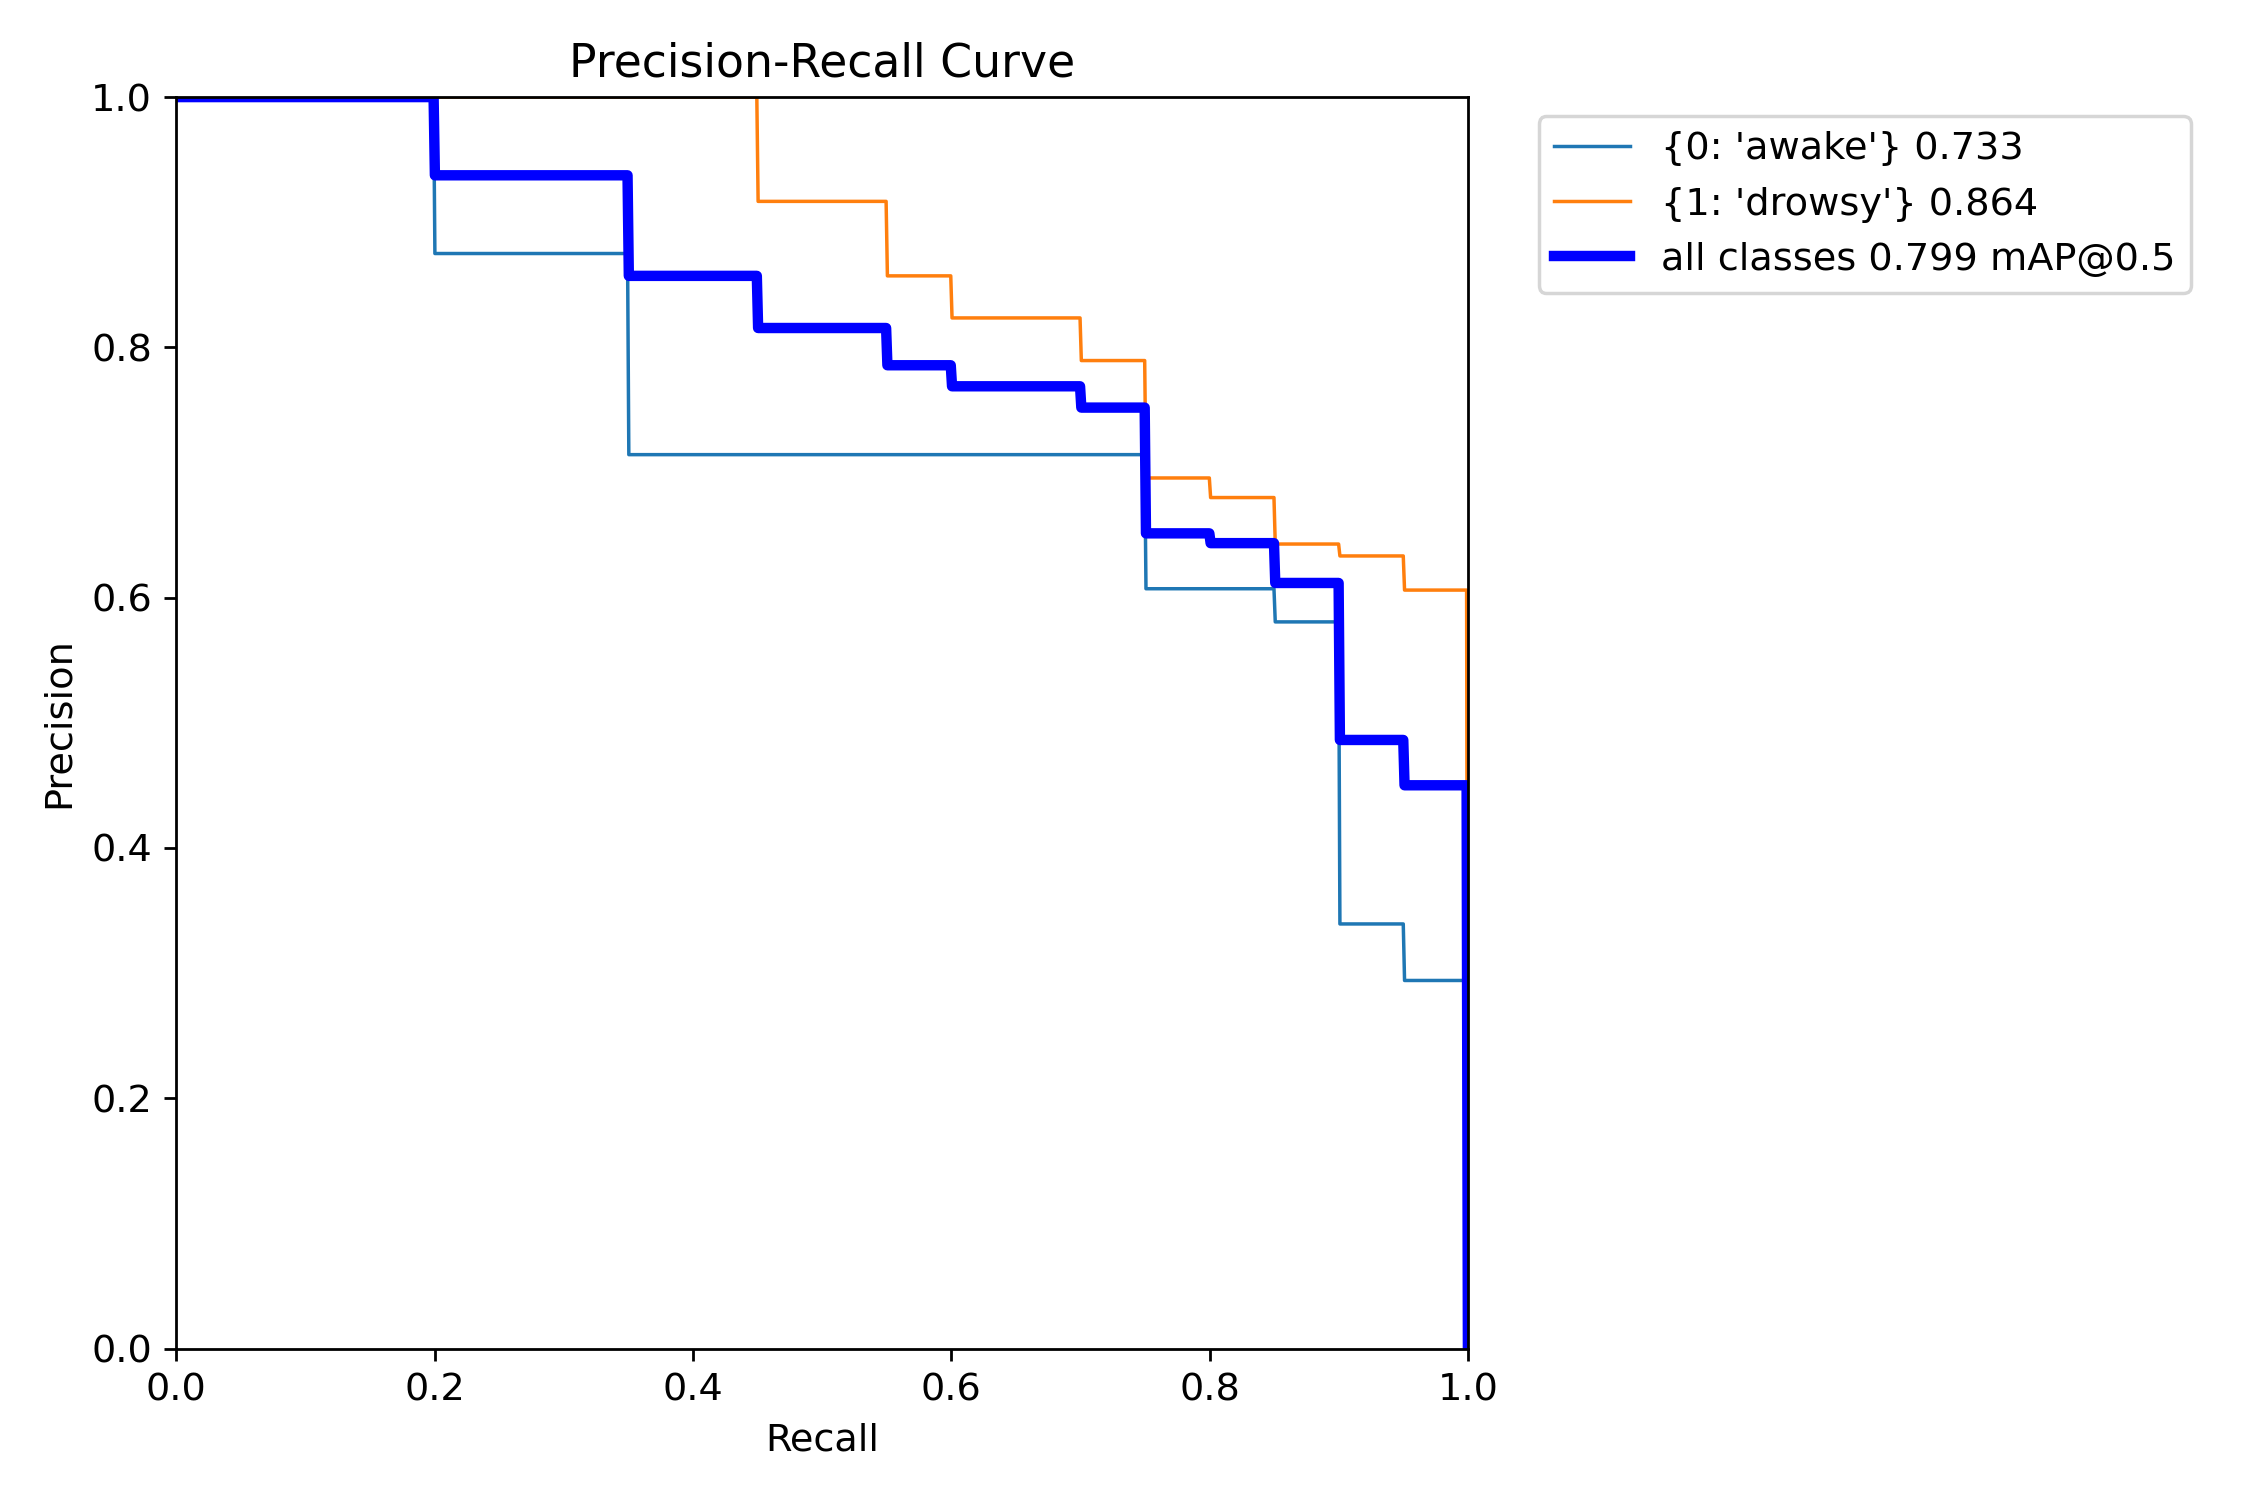 Precision-Recall Curve
1.0
0.8
0.6
0.4
0.2
0.0
Precision
0.0 0.2 0.4 0.6 0.8 1.0
Recall
{0: 'awake'} 0.733
{1: 'drowsy'} 0.864
all classes 0.799 mAP@0.5